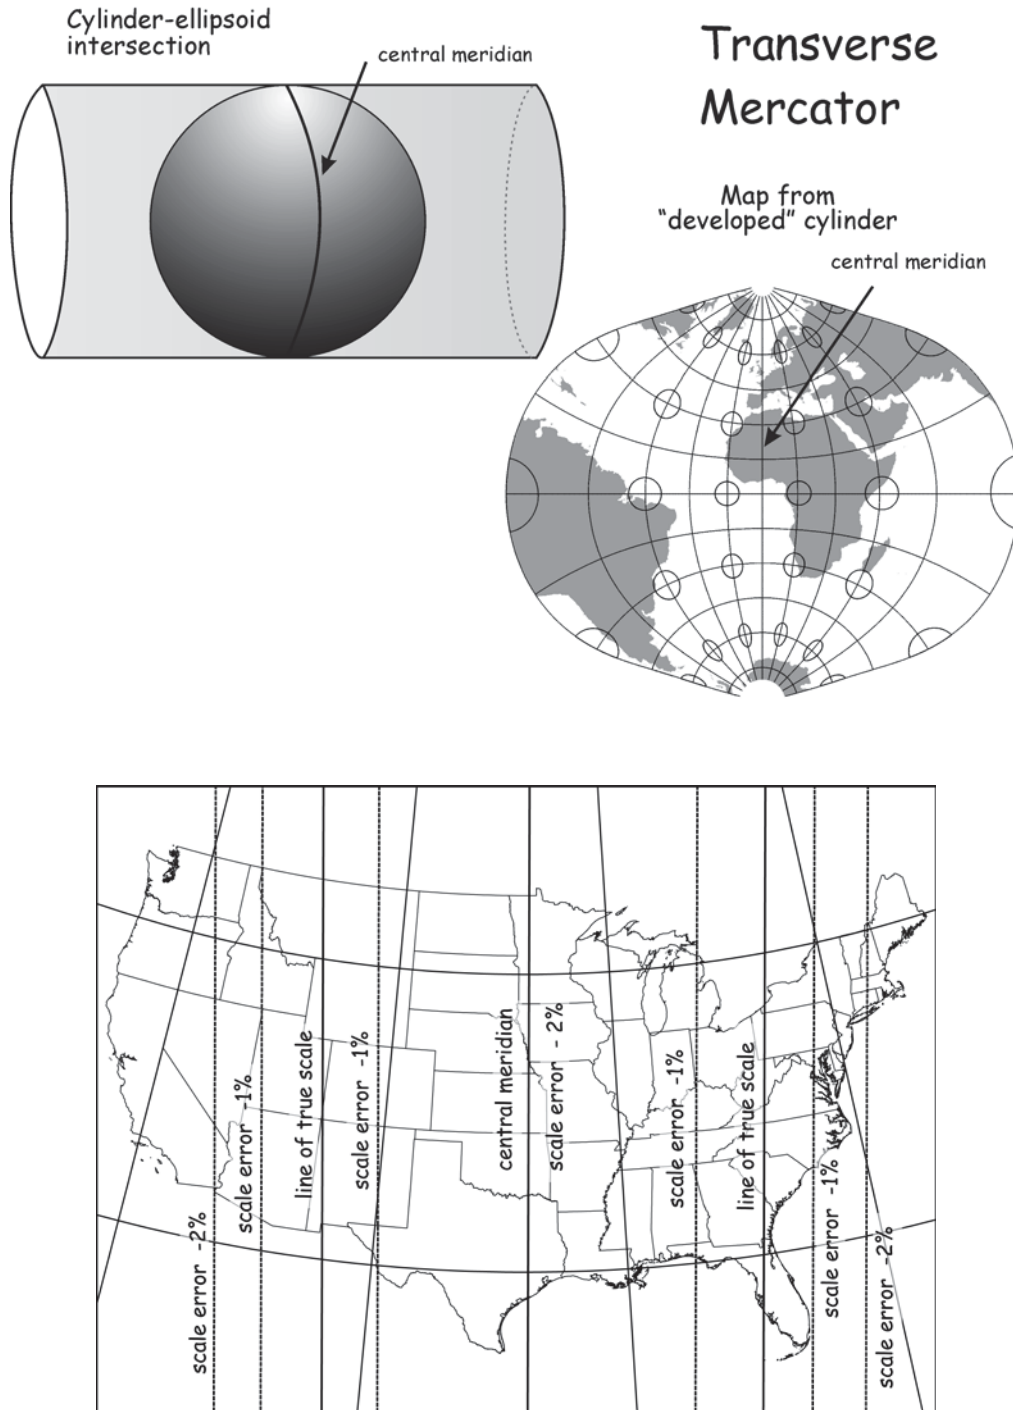 Cylinder-ellipsoid
intersection
central meridian
Transverse
Mercator
Map from
“developed” cylinder
central meridian
scale error -2%
scale error -1%
line of true scale
scale error -1%
central meridian
scale error - 2%
scale error -1%
line of true scale
scale error -1%
scale error -2%